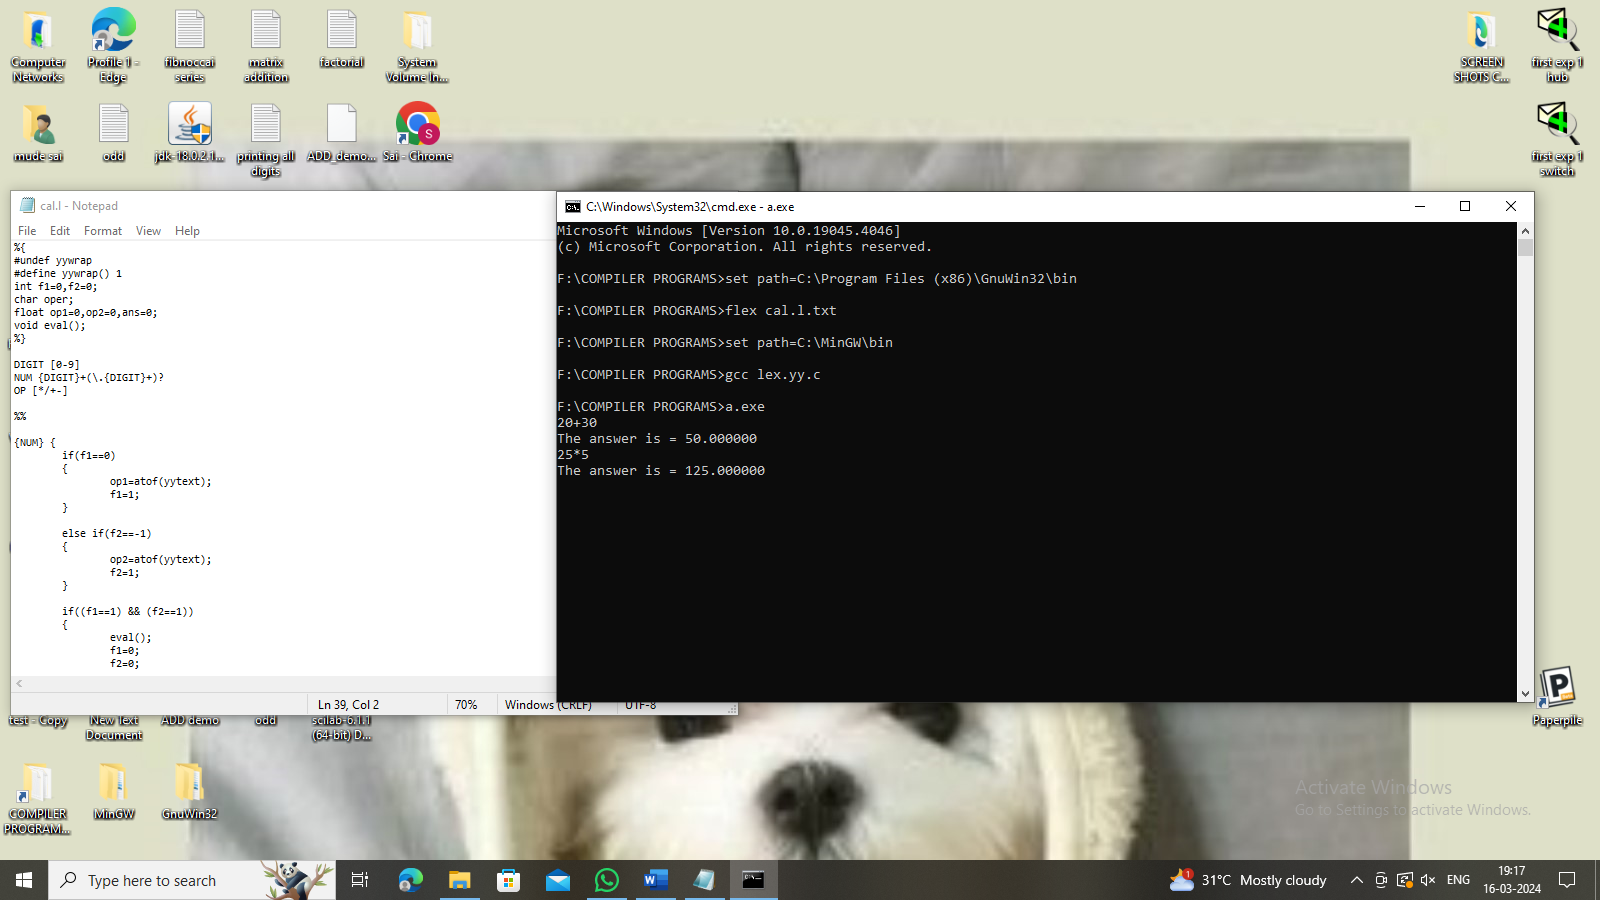 Computer
Networks
Profile 1 -
Edge
fibnoccai
series
matrix
addition
factorial
System
Volume In...
SCREEN
SHOTS C...
first exp 1
hub
mude sai
odd
jdk-18.0.2.1...
printing all
digits
ADD_demo...
S
Sai - Chrome
first exp 1
switch
cal.l - Notepad
File Edit Format View Help
%{
#undef yywrap
#define yywrap() 1
int f1=0,f2=0;
char oper;
float op1=0,op2=0,ans=0;
void eval();
%}
DIGIT [0-9]
NUM {DIGIT}+(\.{DIGIT}+)?
OP [*/+-]
%%
{NUM} {
if(f1==0)
{
op1=atof(yytext);
f1=1;
}
else if(f2==-1)
{
op2=atof(yytext);
f2=1;
}
if((f1==1) && (f2==1))
{
eval();
f1=0;
f2=0;
Ln 39, Col 2
70%
Windows (CRLF)
UTF-8
C:\Windows\System32\cmd.exe - a.exe
Microsoft Windows [Version 10.0.19045.4046]
(c) Microsoft Corporation. All rights reserved.
F:\COMPILER PROGRAMS>set path=C:\Program Files (x86)\GnuWin32\bin
F:\COMPILER PROGRAMS>flex cal.l.txt
F:\COMPILER PROGRAMS>set path=C:\MinGW\bin
F:\COMPILER PROGRAMS>gcc lex.yy.c
F:\COMPILER PROGRAMS>a.exe
20+30
The answer is = 50.000000
25*5
The answer is = 125.000000
test - Copy
New Text
Document
ADD demo
odd
scilab-6.1.1
(64-bit) D...
P
Paperpile
COMPILER
PROGRAM...
MinGW
GnuWin32
Activate Windows
Go to Settings to activate Windows.
Type here to search
1
31°C Mostly cloudy
ENG
19:17
16-03-2024